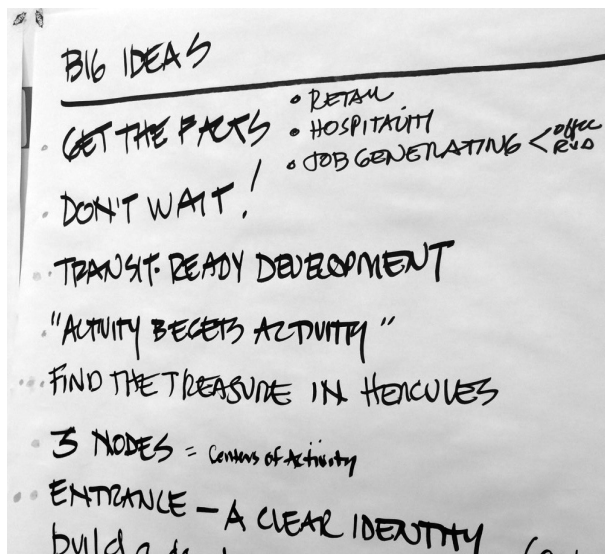 BIG IDEAS
• GET THE FACTS
• RETAIL
• HOSPITALITY
• JOB GENERATING < office R&D
• DON'T WAIT!
• TRANSIT-READY DEVELOPMENT
• "ACTIVITY BEGETS ACTIVITY"
• FIND THE TREASURE IN HERCULES
• 3 NODES = Centers of Activity
• ENTRANCE — A CLEAR IDENTITY
build a